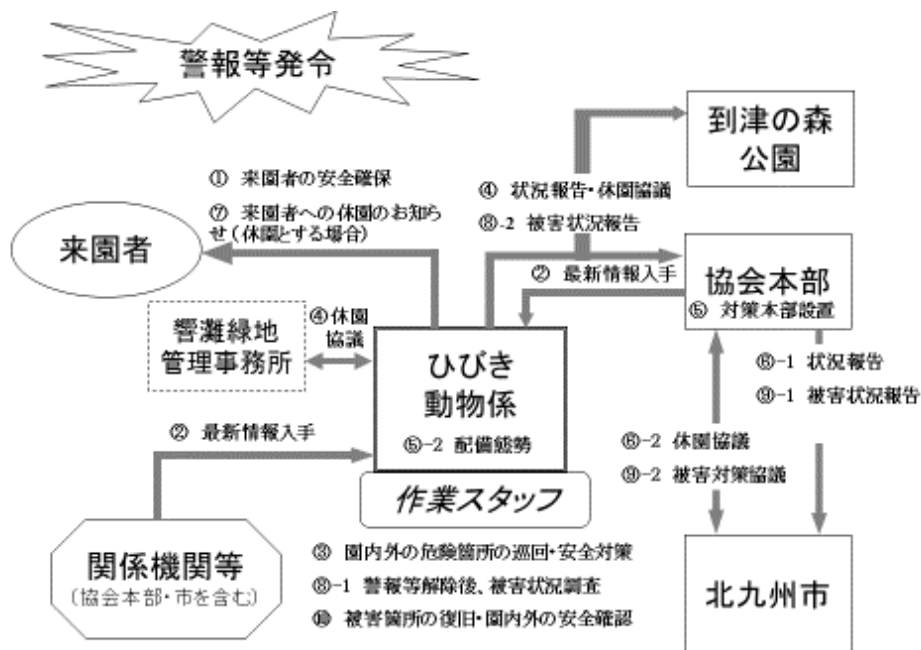 警報等発令
到津の森
公園
① 来園者の安全確保
⑦ 来園者への休園のお知ら
せ(休園とする場合)
④ 状況報告・休園協議
⑧-2 被害状況報告
来園者
② 最新情報入手
協会本部
⑤ 対策本部設置
響灘緑地
管理事務所
④休園
協議
ひびき
動物係
⑤-2 配備態勢
⑥-1 状況報告
⑨-1 被害状況報告
② 最新情報入手
⑥-2 休園協議
⑨-2 被害対策協議
作業スタッフ
関係機関等
(協会本部・市を含む)
③ 園内外の危険箇所の巡回・安全対策
⑧-1 警報等解除後、被害状況調査
⑩ 被害箇所の復旧・園内外の安全確認
北九州市